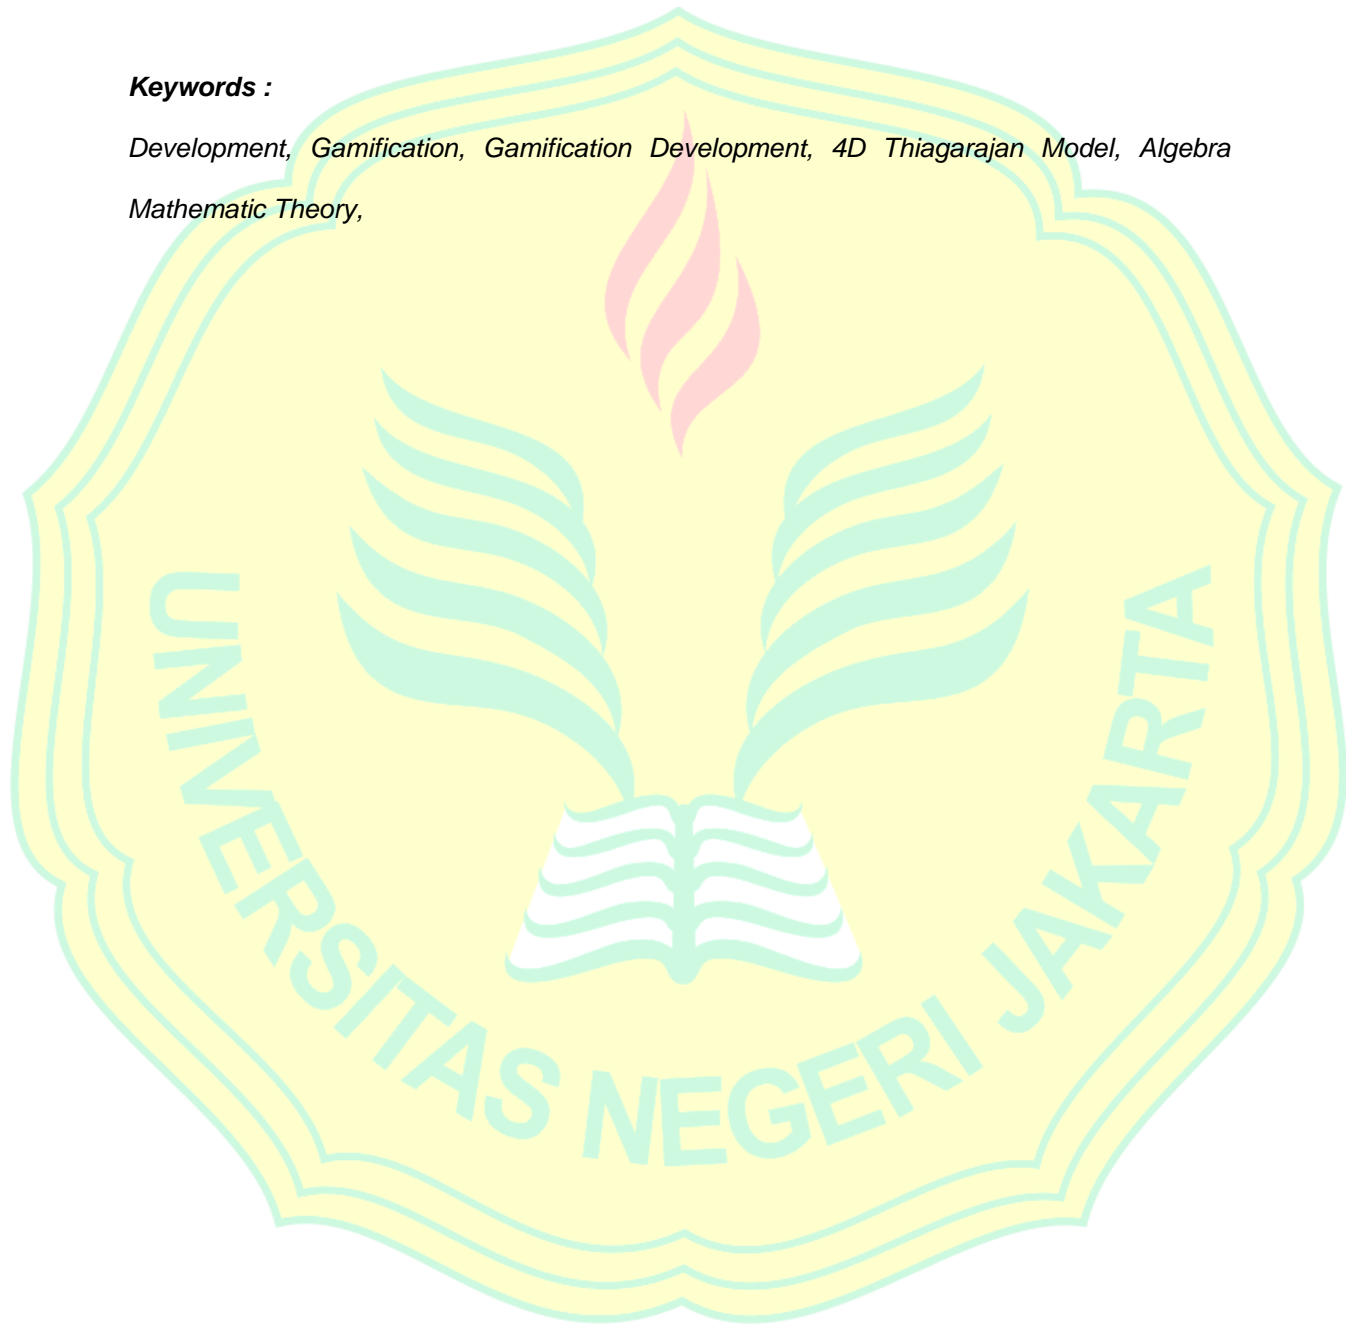 Keywords :
Development, Gamification, Gamification Development, 4D Thiagarajan Model, Algebra
Mathematic Theory,
UNIVERSITAS NEGERI JAKARTA